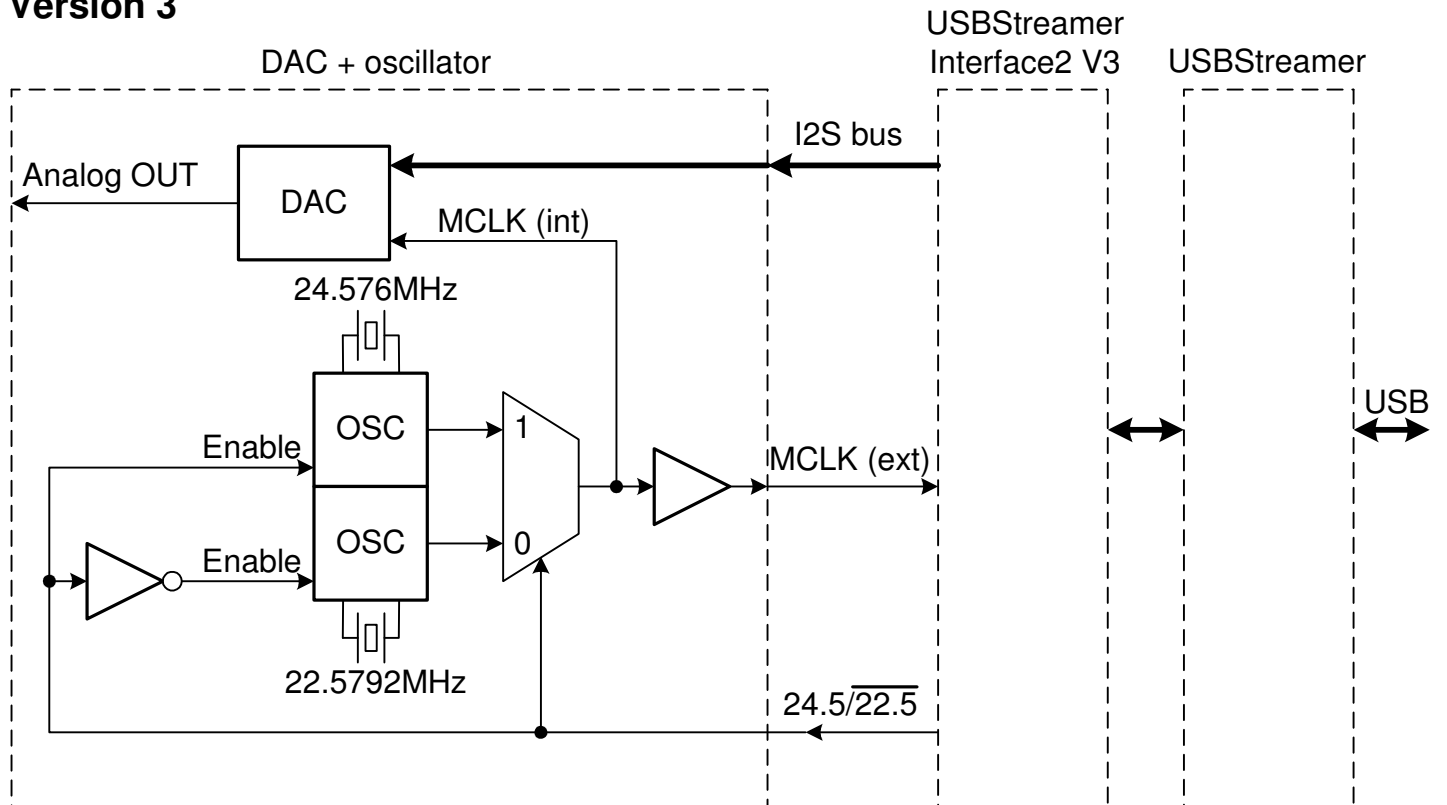 Version 3
USBStreamer
Interface2 V3
USBStreamer
DAC + oscillator
I2S bus
Analog OUT
DAC
MCLK (int)
24.576MHz
OSC
1
USB
Enable
MCLK (ext)
OSC
0
Enable
22.5792MHz
24.5/22.5